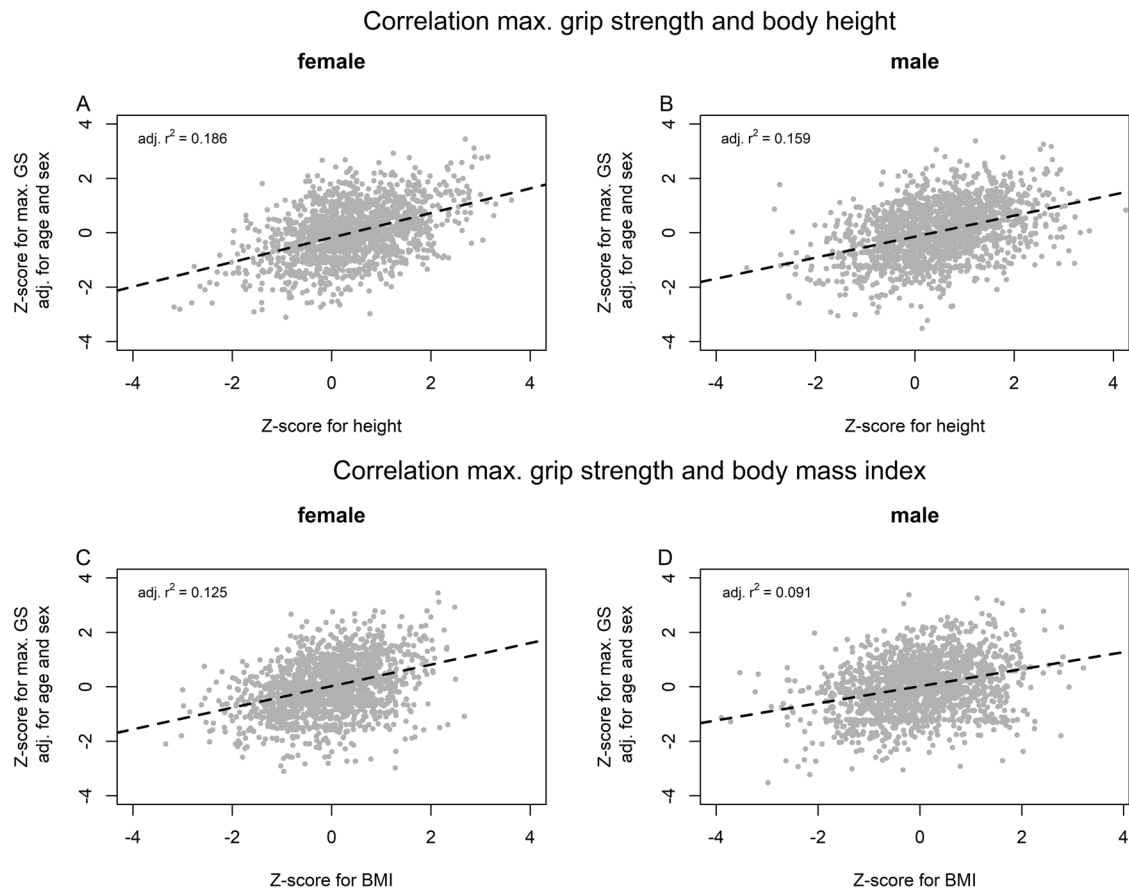 Correlation max. grip strength and body height
female
male
A
B
adj. r² = 0.186
adj. r² = 0.159
Z-score for max. GS
adj. for age and sex
4
2
0
-2
-4
Z-score for max. GS
adj. for age and sex
4
2
0
-2
-4
-4 -2 0 2 4
-4 -2 0 2 4
Z-score for height
Z-score for height
Correlation max. grip strength and body mass index
female
male
C
D
adj. r² = 0.125
adj. r² = 0.091
Z-score for max. GS
adj. for age and sex
4
2
0
-2
-4
Z-score for max. GS
adj. for age and sex
4
2
0
-2
-4
-4 -2 0 2 4
-4 -2 0 2 4
Z-score for BMI
Z-score for BMI